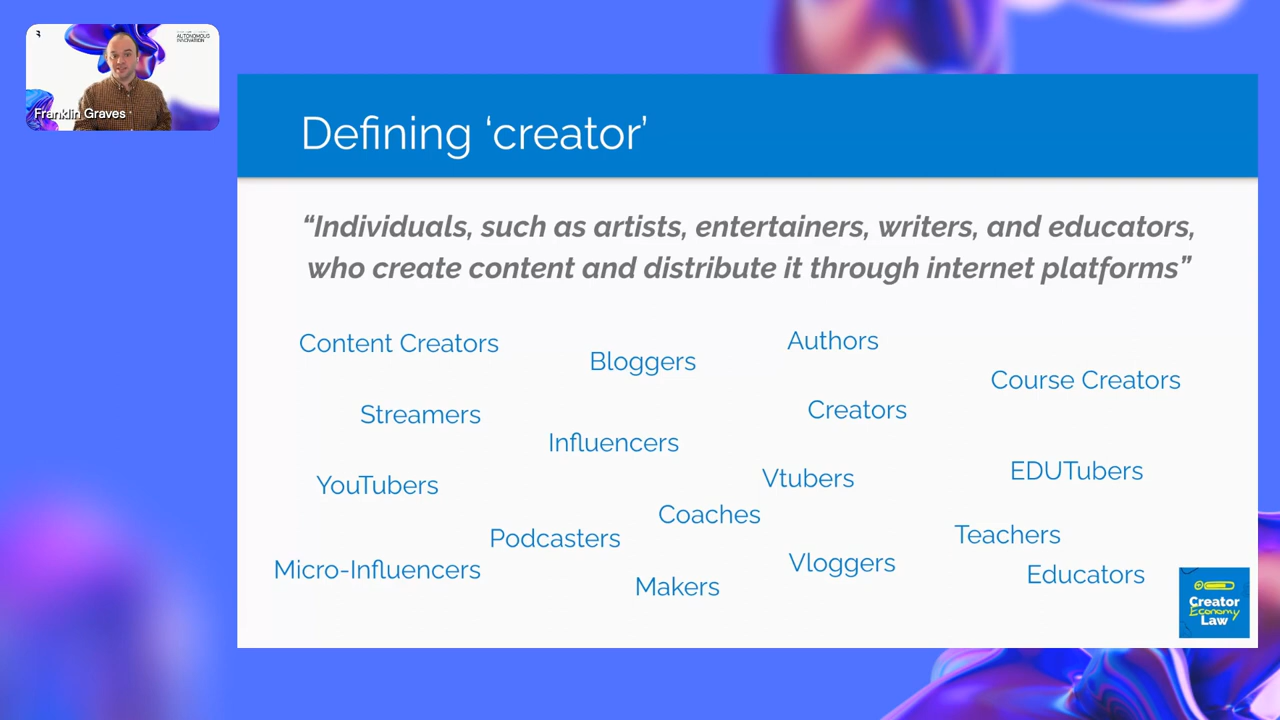 AUTONOMOUS
INNOVATION
Franklin Graves
Defining ‘creator’
“Individuals, such as artists, entertainers, writers, and educators,
who create content and distribute it through internet platforms”
Content Creators
Bloggers
Authors
Course Creators
Streamers
Creators
Influencers
YouTubers
Vtubers
EDUTubers
Coaches
Podcasters
Teachers
Micro-Influencers
Vloggers
Makers
Educators
Creator
Economy
Law